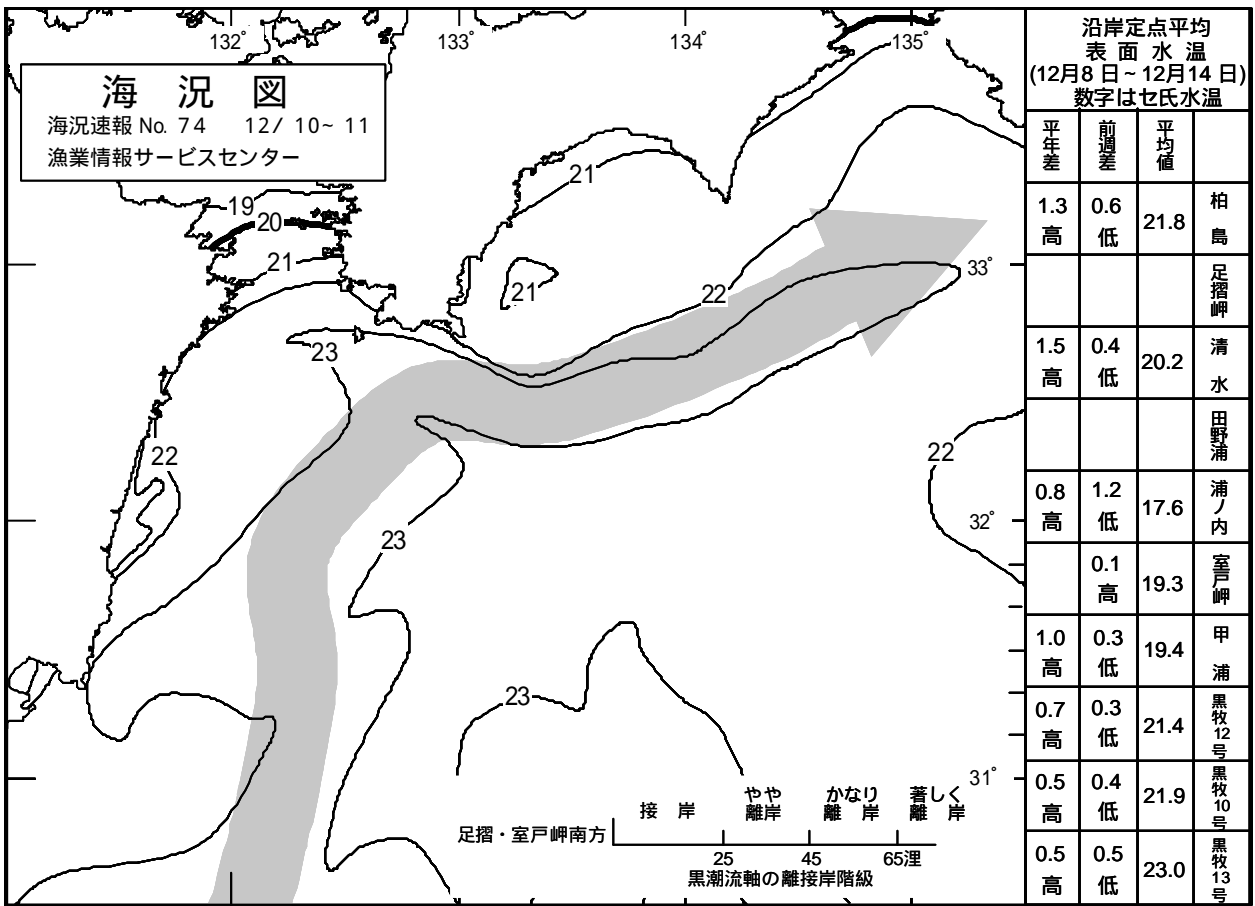 132°
133°
134°
135°
海況図
海況速報 No. 74 12/ 10~ 11
漁業情報サービスセンター
19
20
21
21
21
22
33°
23
22
22
32°
23
23
31°
接岸
やや離岸
かなり離岸
著しく離岸
足摺・室戸岬南方
25 45 65浬
黒潮流軸の離接岸階級
沿岸定点平均
表面水温
(12月8日~12月14日)
数字はセ氏水温
平年差 前週差 平均値
1.3高 0.6低 21.8 柏島
足摺岬
1.5高 0.4低 20.2 清水
田野浦
0.8高 1.2低 17.6 浦ノ内
0.1高 19.3 室戸岬
1.0高 0.3低 19.4 甲浦
0.7高 0.3低 21.4 黒牧12号
0.5高 0.4低 21.9 黒牧10号
0.5高 0.5低 23.0 黒牧13号